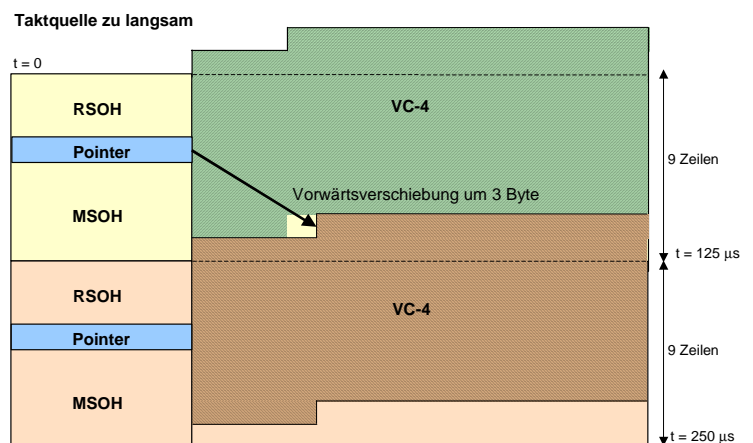 Taktquelle zu langsam
t = 0
RSOH
VC-4
Pointer
9 Zeilen
Vorwärtsverschiebung um 3 Byte
MSOH
t = 125 µs
RSOH
VC-4
Pointer
9 Zeilen
MSOH
t = 250 µs